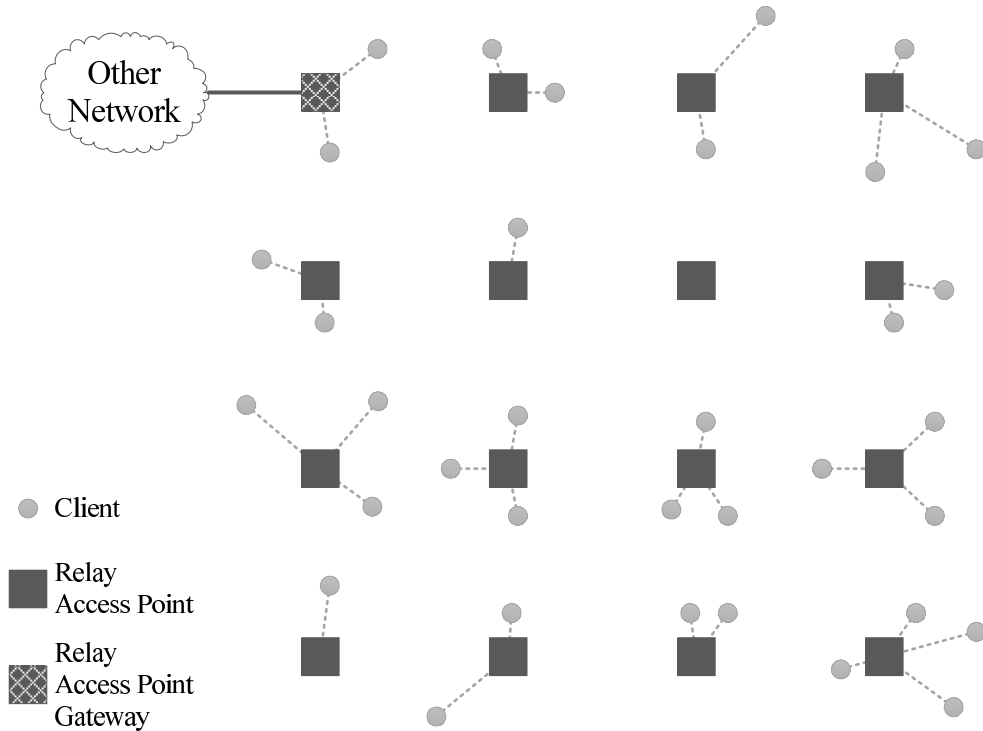 Other
Network
Client
Relay
Access Point
Relay
Access Point
Gateway